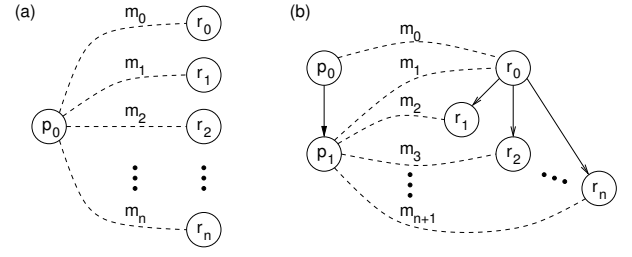 (a)
m₀
r₀
m₁
r₁
p₀
m₂
r₂
mₙ
rₙ
(b)
m₀
p₀
r₀
m₁
m₂
r₁
p₁
m₃
r₂
rₙ
mₙ₊₁